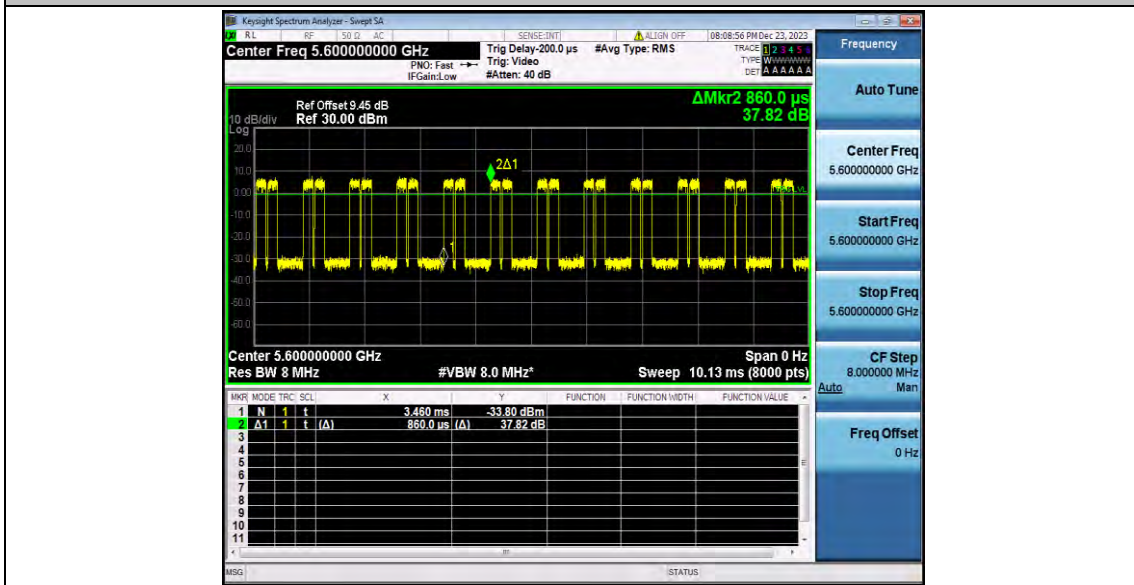 Keysight Spectrum Analyzer - Swept SA
RL RF 50 Ω AC SENSE:INT ALIGN OFF 08:08:56 PM Dec 23, 2023
Center Freq 5.600000000 GHz
PNO: Fast
IFGain:Low
Trig Delay-200.0 µs
Trig: Video
#Atten: 40 dB
#Avg Type: RMS
TRACE 1 2 3 4 5 6
TYPE W
DET A A A A A A
Frequency
Auto Tune
Center Freq
5.600000000 GHz
Start Freq
5.600000000 GHz
Stop Freq
5.600000000 GHz
CF Step
8.000000 MHz
Auto Man
Freq Offset
0 Hz
ΔMkr2 860.0 µs
37.82 dB
Ref Offset 9.45 dB
10 dB/div Ref 30.00 dBm
Log
20.0
10.0
2Δ1
0.00
-10.0
-20.0
-30.0
1
-40.0
-50.0
-60.0
Center 5.600000000 GHz Span 0 Hz
Res BW 8 MHz #VBW 8.0 MHz* Sweep 10.13 ms (8000 pts)
MKR MODE TRC SCL X Y FUNCTION FUNCTION WIDTH FUNCTION VALUE
1 N 1 t 3.460 ms -33.80 dBm
2 Δ1 1 t (Δ) 860.0 µs (Δ) 37.82 dB
3
4
5
6
7
8
9
10
11
MSG STATUS